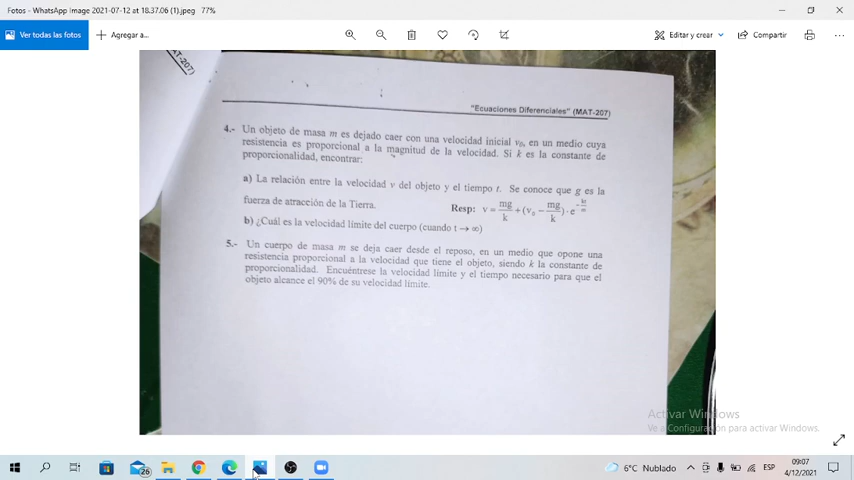 Fotos - WhatsApp Image 2021-07-12 at 18.37.06 (1).jpeg 77%
Ver todas las fotos
Agregar a...
Editar y crear
Compartir
AT-207)
"Ecuaciones Diferenciales" (MAT-207)
4.- Un objeto de masa m es dejado caer con una velocidad inicial v₀, en un medio cuya
resistencia es proporcional a la magnitud de la velocidad. Si k es la constante de
proporcionalidad, encontrar:
a) La relación entre la velocidad v del objeto y el tiempo t. Se conoce que g es la
fuerza de atracción de la Tierra.
Resp: v = mg/k + (v₀ − mg/k) · e^(−kt/m)
b) ¿Cuál es la velocidad límite del cuerpo (cuando t → ∞)
5.- Un cuerpo de masa m se deja caer desde el reposo, en un medio que opone una
resistencia proporcional a la velocidad que tiene el objeto, siendo k la constante de
proporcionalidad. Encuéntrese la velocidad límite y el tiempo necesario para que el
objeto alcance el 90% de su velocidad límite.
Activar Windows
Ve a Configuración para activar Windows.
26
6°C Nublado
ESP
09:07
4/12/2021